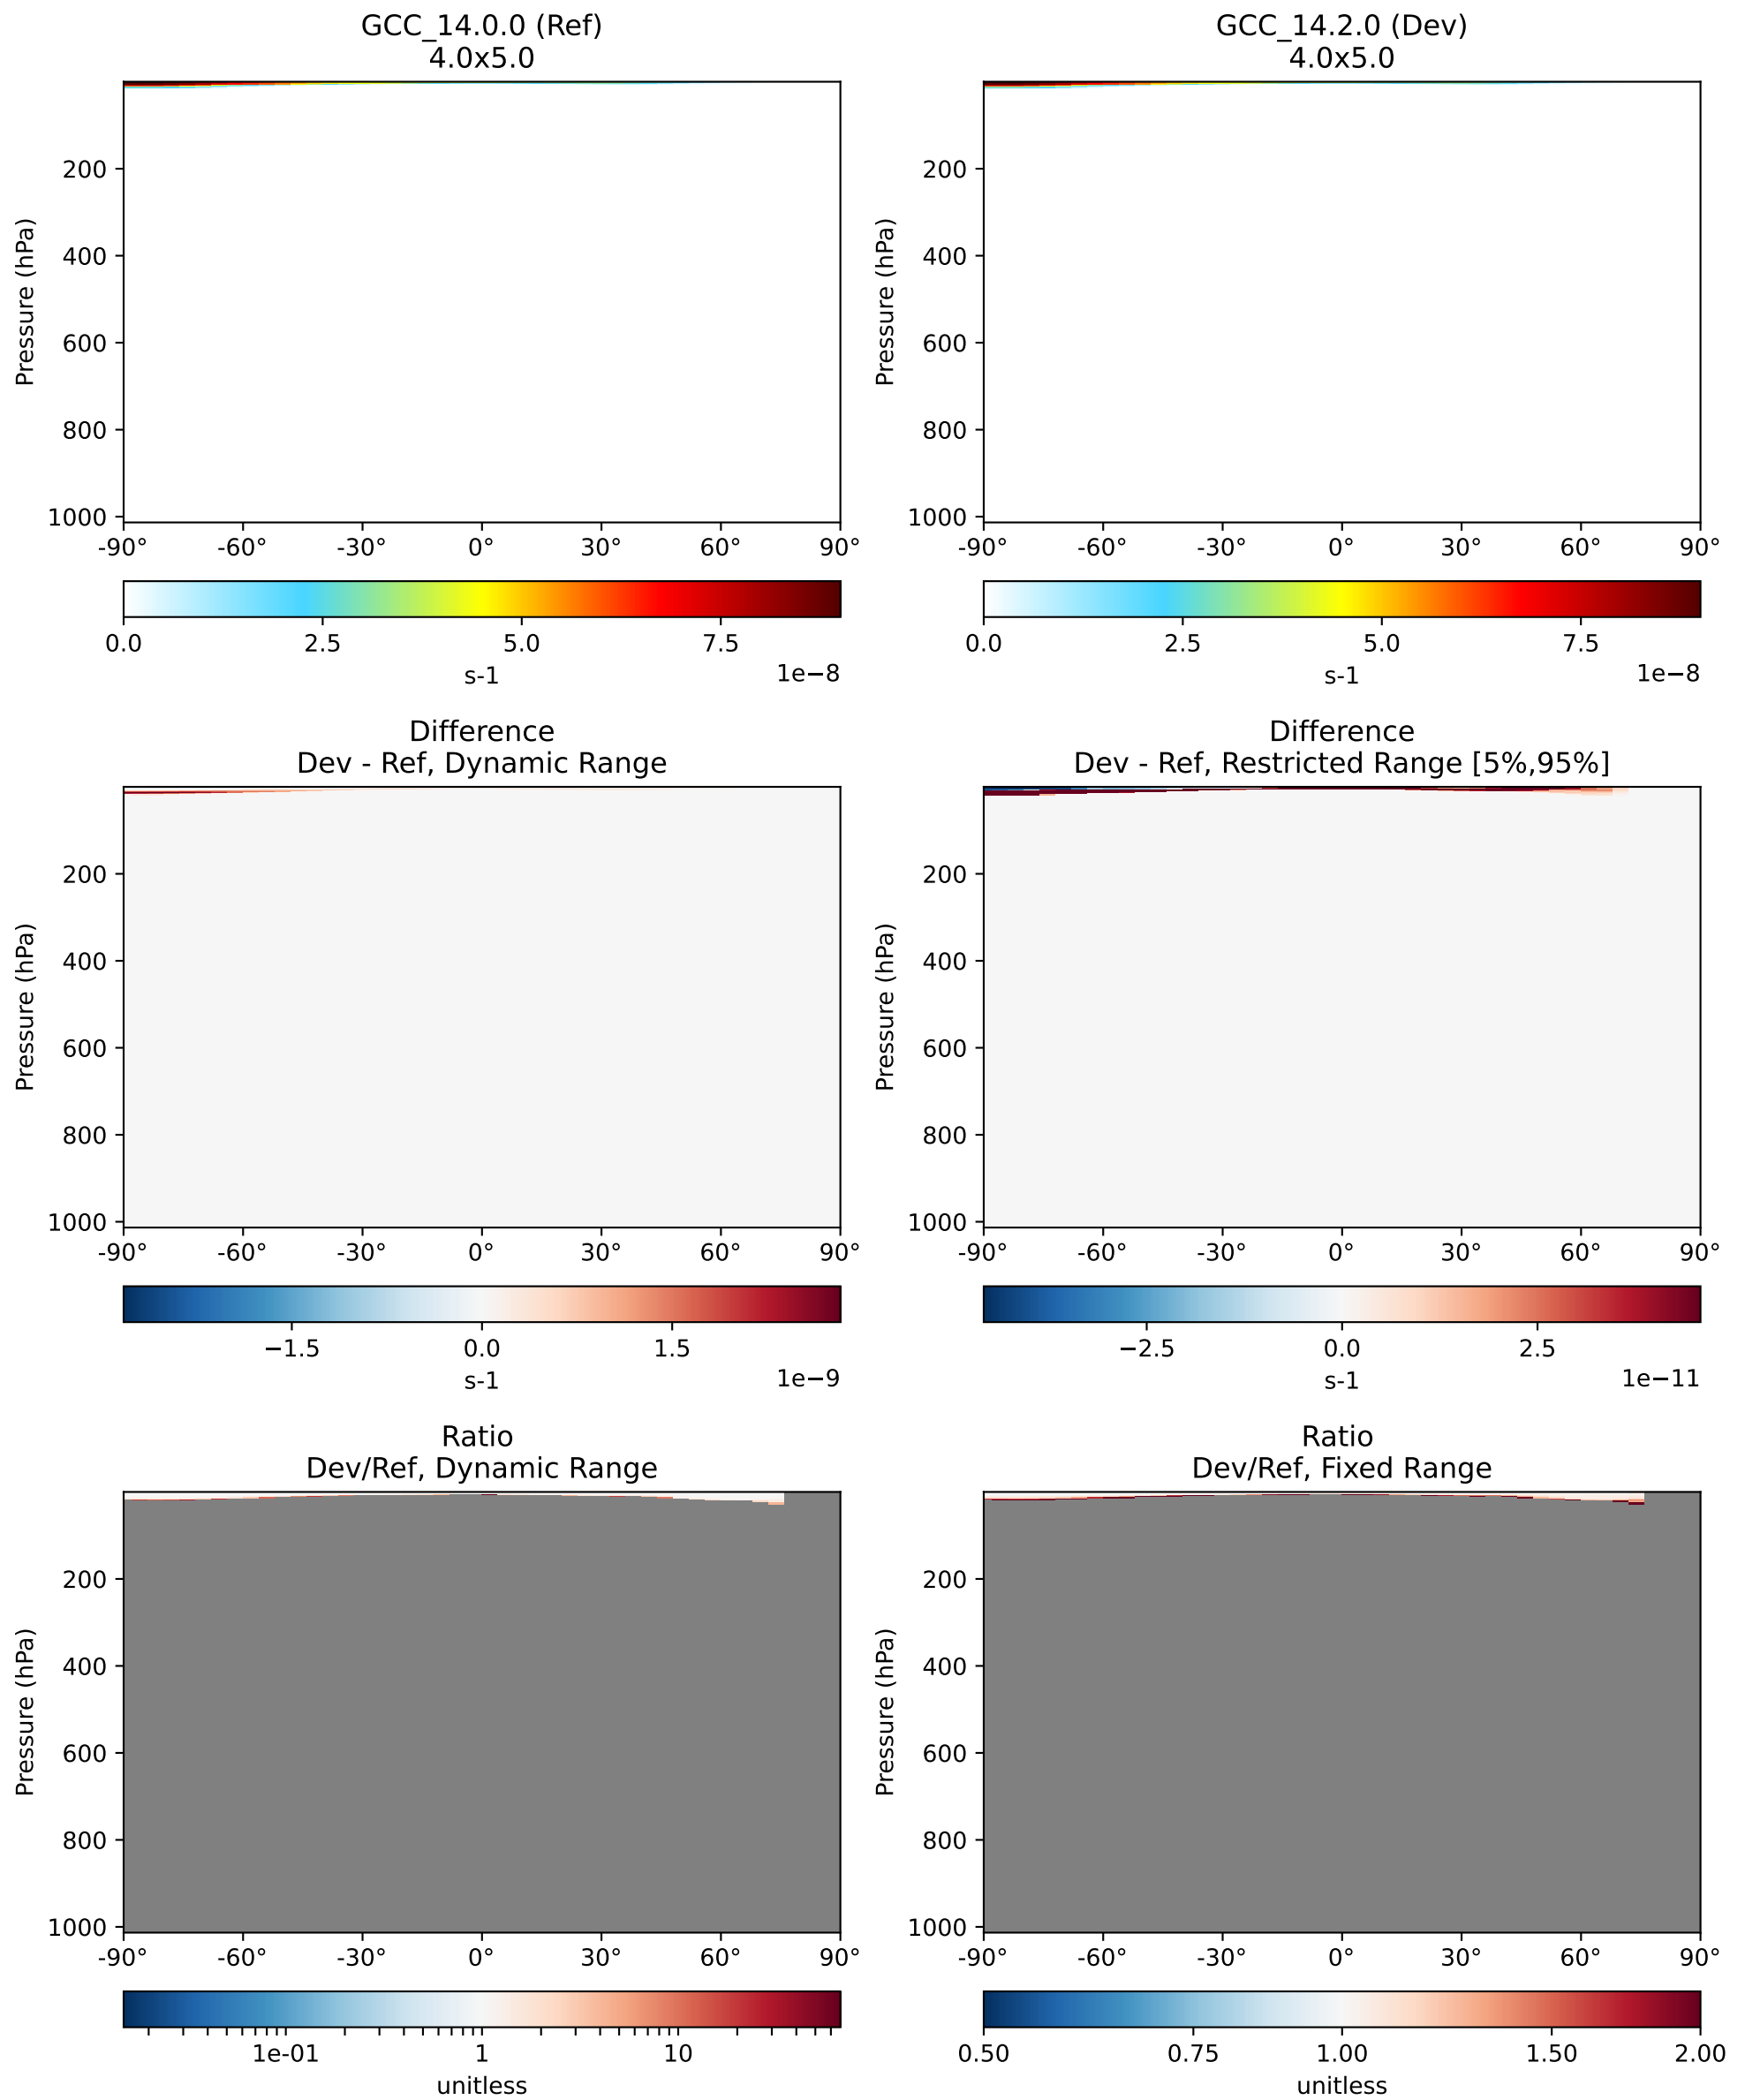 GCC_14.0.0 (Ref)
4.0x5.0
Pressure (hPa)
200
400
600
800
1000
-90° -60° -30° 0° 30° 60° 90°
0.0 2.5 5.0 7.5
s-1
1e−8
GCC_14.2.0 (Dev)
4.0x5.0
Pressure (hPa)
200
400
600
800
1000
-90° -60° -30° 0° 30° 60° 90°
0.0 2.5 5.0 7.5
s-1
1e−8
Difference
Dev - Ref, Dynamic Range
Pressure (hPa)
200
400
600
800
1000
-90° -60° -30° 0° 30° 60° 90°
−1.5 0.0 1.5
s-1
1e−9
Difference
Dev - Ref, Restricted Range [5%,95%]
Pressure (hPa)
200
400
600
800
1000
-90° -60° -30° 0° 30° 60° 90°
−2.5 0.0 2.5
s-1
1e−11
Ratio
Dev/Ref, Dynamic Range
Pressure (hPa)
200
400
600
800
1000
-90° -60° -30° 0° 30° 60° 90°
1e-01 1 10
unitless
Ratio
Dev/Ref, Fixed Range
Pressure (hPa)
200
400
600
800
1000
-90° -60° -30° 0° 30° 60° 90°
0.50 0.75 1.00 1.50 2.00
unitless